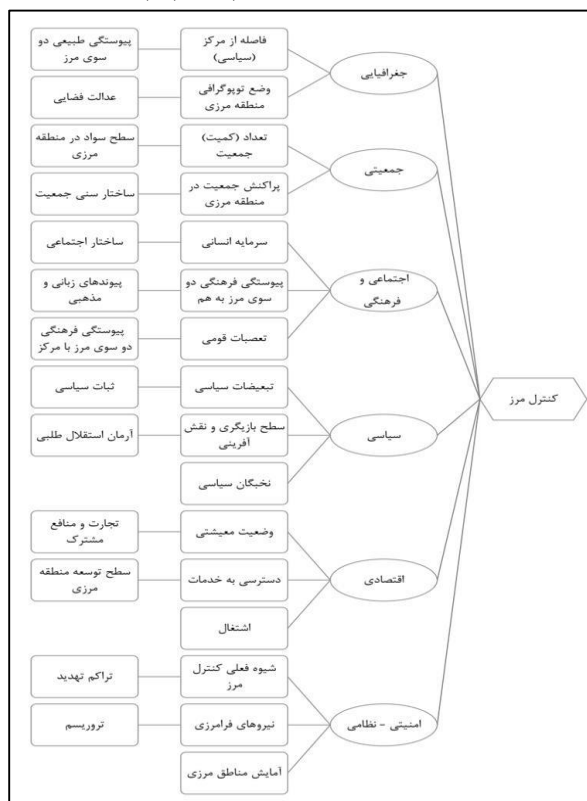 کنترل مرز
جغرافیایی
فاصله از مرکز
(سیاسی)
پیوستگی طبیعی دو
سوی مرز
وضع توپوگرافی
منطقه مرزی
عدالت فضایی
جمعیتی
تعداد (کمیت)
جمعیت
سطح سواد در منطقه
مرزی
پراکنش جمعیت در
منطقه مرزی
ساختار سنی جمعیت
اجتماعی و
فرهنگی
سرمایه انسانی
ساختار اجتماعی
پیوستگی فرهنگی دو
سوی مرز به هم
پیوندهای زبانی و
مذهبی
تعصبات قومی
پیوستگی فرهنگی
دو سوی مرز با مرکز
سیاسی
تبعیضات سیاسی
ثبات سیاسی
سطح بازیگری و نقش
آفرینی
آرمان استقلال طلبی
نخبگان سیاسی
اقتصادی
وضعیت معیشتی
تجارت و منافع
مشترک
دسترسی به خدمات
سطح توسعه منطقه
مرزی
اشتغال
امنیتی - نظامی
شیوه فعلی کنترل
مرز
تراکم تهدید
نیروهای فرامرزی
تروریسم
آمایش مناطق مرزی